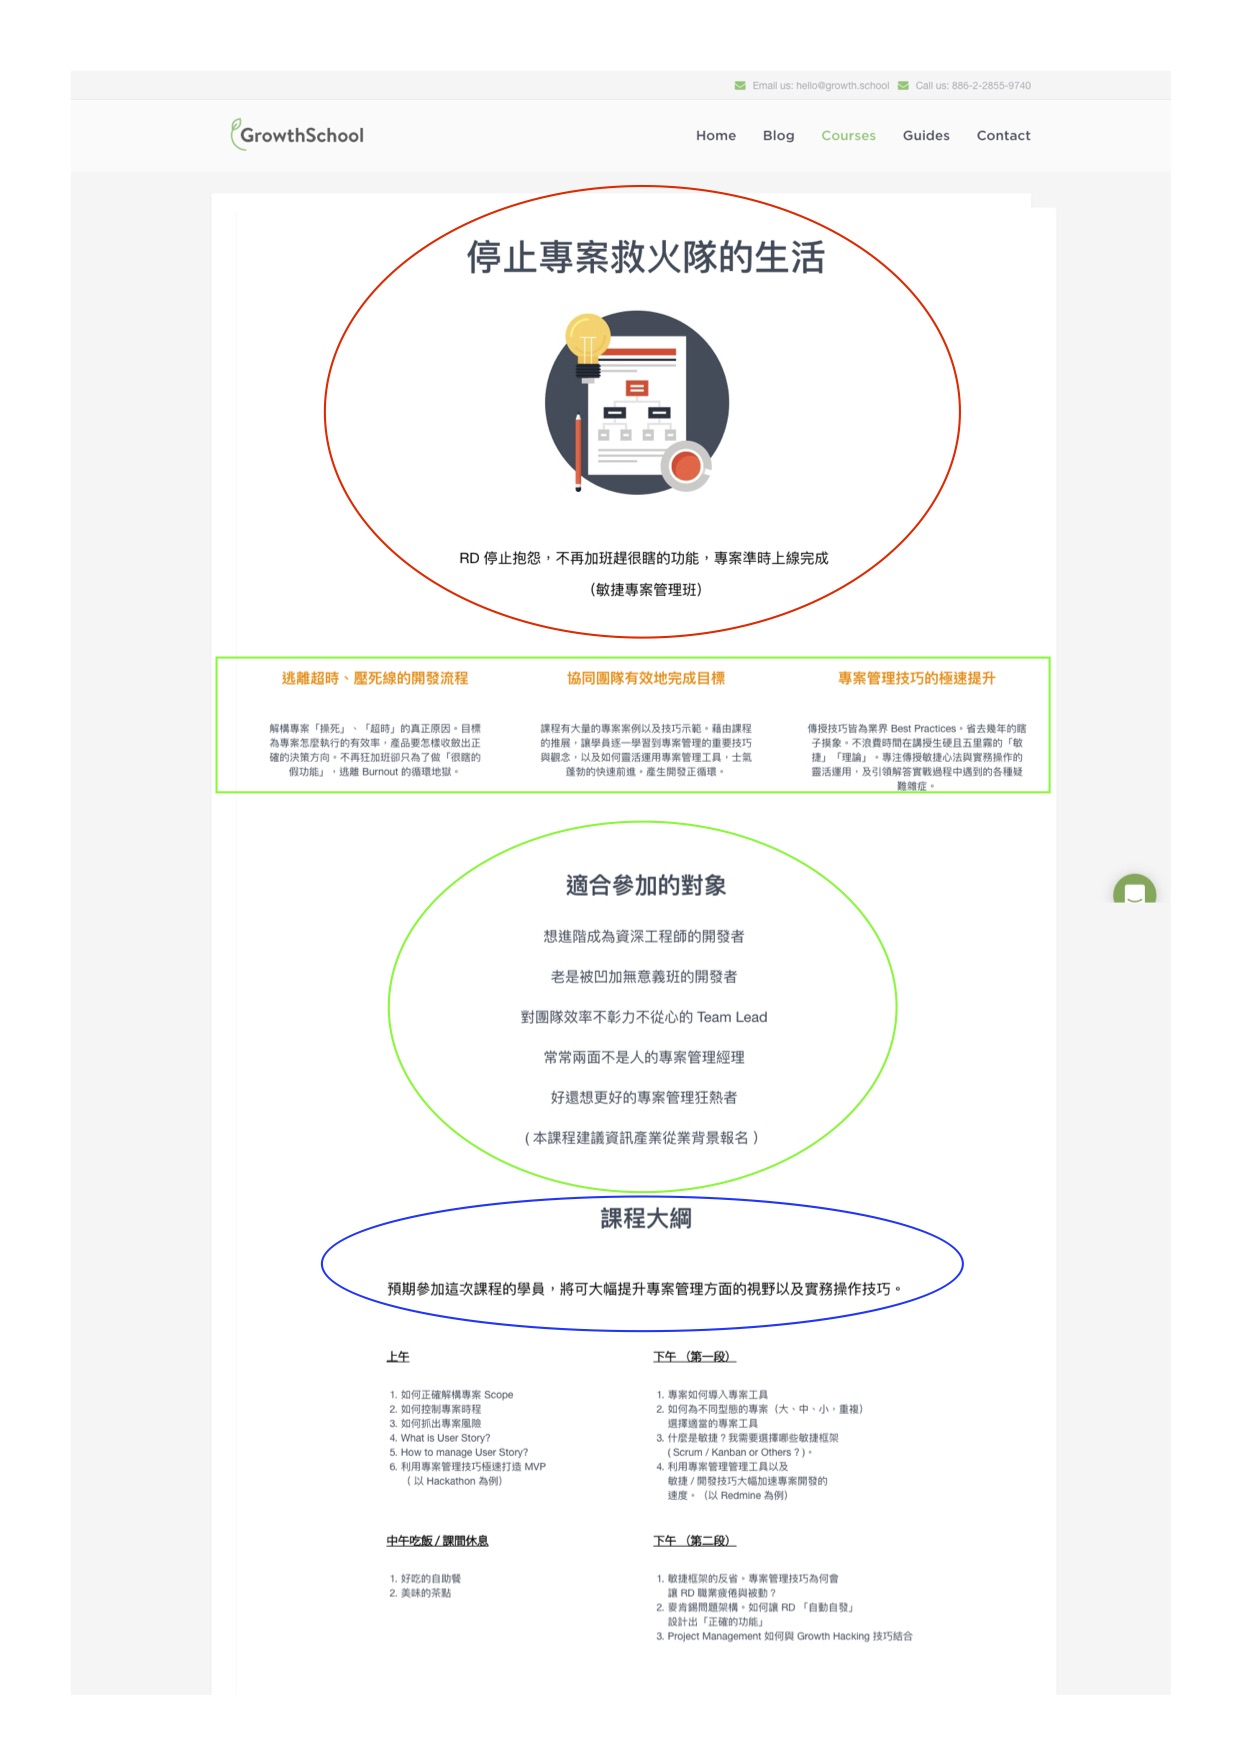 Email us: hello@growth.school Call us: 886-2-2855-9740
GrowthSchool
Home Blog Courses Guides Contact
停止專案救火隊的生活
RD 停止抱怨，不再加班趕很瞎的功能，專案準時上線完成
（敏捷專案管理班）
逃離超時、壓死線的開發流程
解構專案「操死」、「超時」的真正原因。目標
為專案怎麼執行的有效率，產品要怎樣收斂出正
確的決策方向。不再狂加班卻只為了做「很瞎的
假功能」，逃離 Burnout 的循環地獄。
協同團隊有效地完成目標
課程有大量的專案案例以及技巧示範。藉由課程
的推展，讓學員逐一學習到專案管理的重要技巧
與觀念，以及如何靈活運用專案管理工具，士氣
蓬勃的快速前進。產生開發正循環。
專案管理技巧的極速提升
傳授技巧皆為業界 Best Practices。省去幾年的瞎
子摸象。不浪費時間在講授生硬且五里霧的「敏
捷」「理論」。專注傳授敏捷心法與實務操作的
靈活運用，及引領解答實戰過程中遇到的各種疑
難雜症。
適合參加的對象
想進階成為資深工程師的開發者
老是被凹加無意義班的開發者
對團隊效率不彰力不從心的 Team Lead
常常兩面不是人的專案管理經理
好還想更好的專案管理狂熱者
( 本課程建議資訊產業從業背景報名 )
課程大綱
預期參加這次課程的學員，將可大幅提升專案管理方面的視野以及實務操作技巧。
上午
1. 如何正確解構專案 Scope
2. 如何控制專案時程
3. 如何抓出專案風險
4. What is User Story?
5. How to manage User Story?
6. 利用專案管理技巧極速打造 MVP
（ 以 Hackathon 為例）
下午 （第一段）
1. 專案如何導入專案工具
2. 如何為不同型態的專案（大、中、小，重複）
選擇適當的專案工具
3. 什麼是敏捷？我需要選擇哪些敏捷框架
( Scrum / Kanban or Others ? )。
4. 利用專案管理管理工具以及
敏捷 / 開發技巧大幅加速專案開發的
速度。（以 Redmine 為例）
中午吃飯 / 課間休息
1. 好吃的自助餐
2. 美味的茶點
下午 （第二段）
1. 敏捷框架的反省。專案管理技巧為何會
讓 RD 職業疲倦與被動？
2. 麥肯錫問題架構。如何讓 RD 「自動自發」
設計出「正確的功能」
3. Project Management 如何與 Growth Hacking 技巧結合